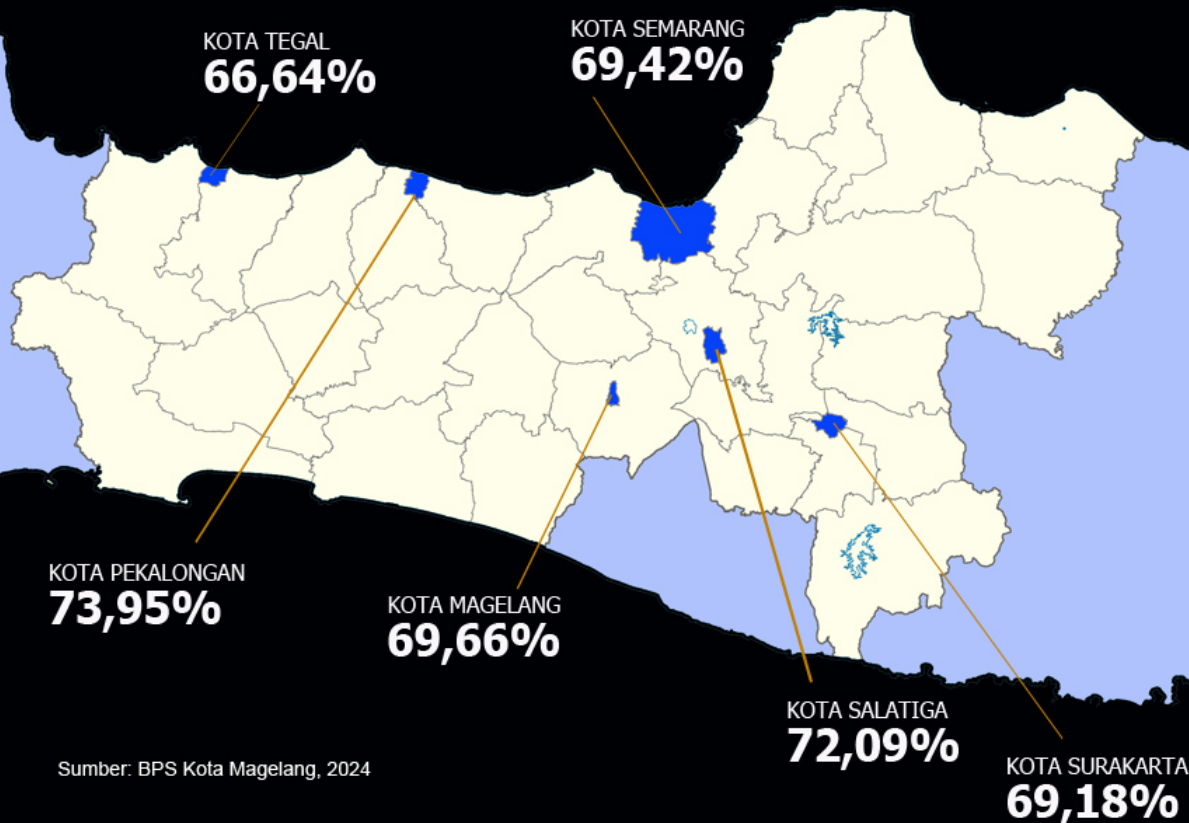 KOTA TEGAL
66,64%
KOTA SEMARANG
69,42%
KOTA PEKALONGAN
73,95%
KOTA MAGELANG
69,66%
KOTA SALATIGA
72,09%
KOTA SURAKARTA
69,18%
Sumber: BPS Kota Magelang, 2024